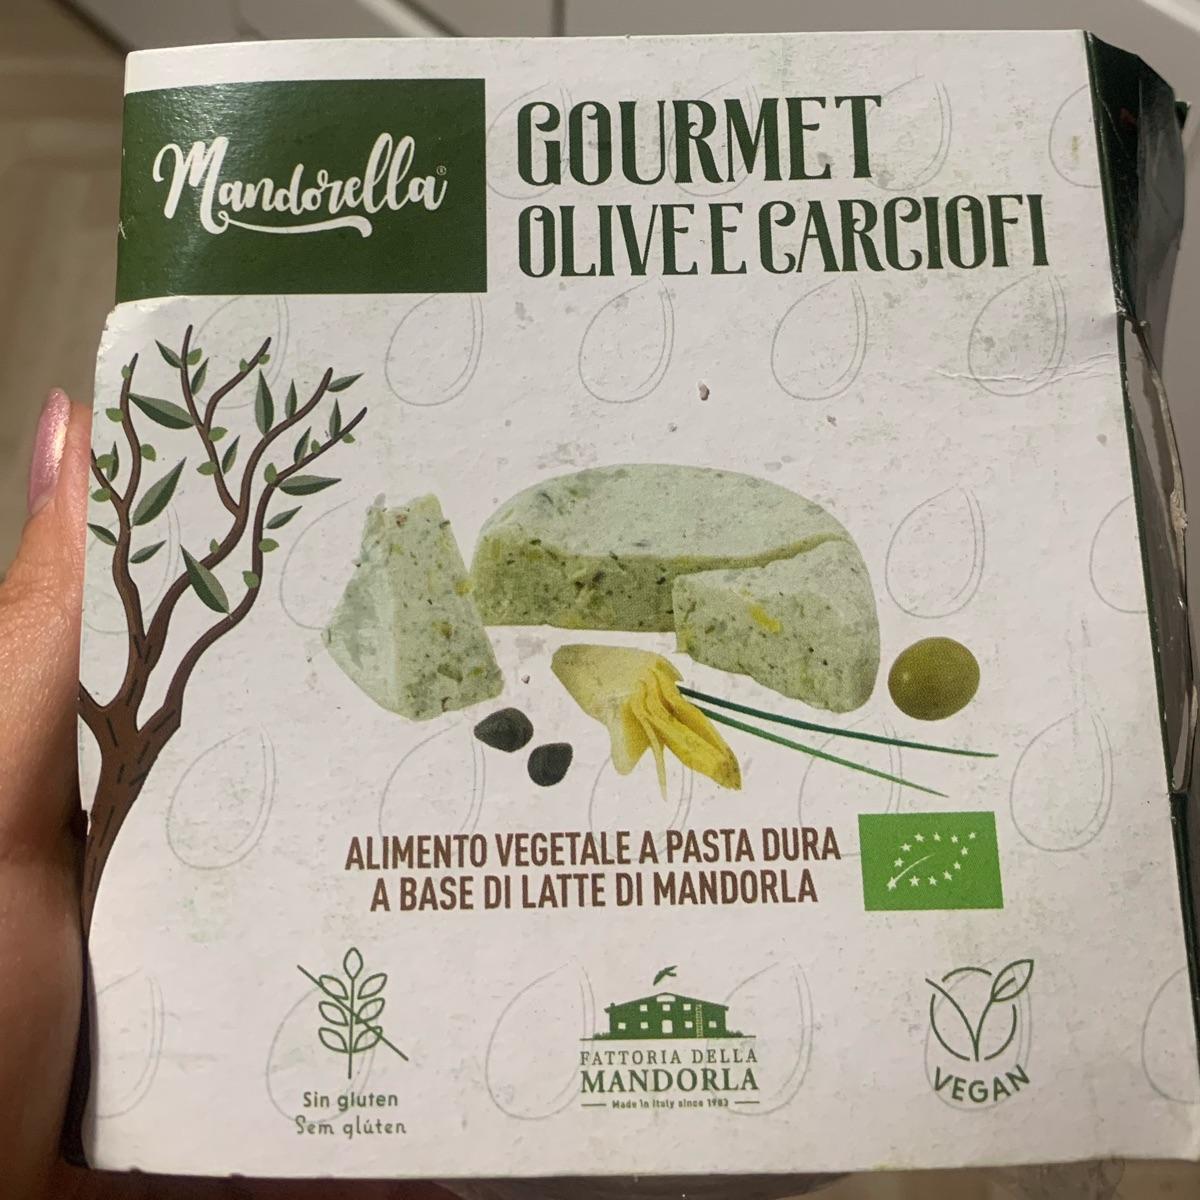 Mandorella®
GOURMET
OLIVE E CARCIOFI
ALIMENTO VEGETALE A PASTA DURA
A BASE DI LATTE DI MANDORLA
Sin gluten
Sem glúten
FATTORIA DELLA
MANDORLA
Made in Italy since 1983
VEGAN